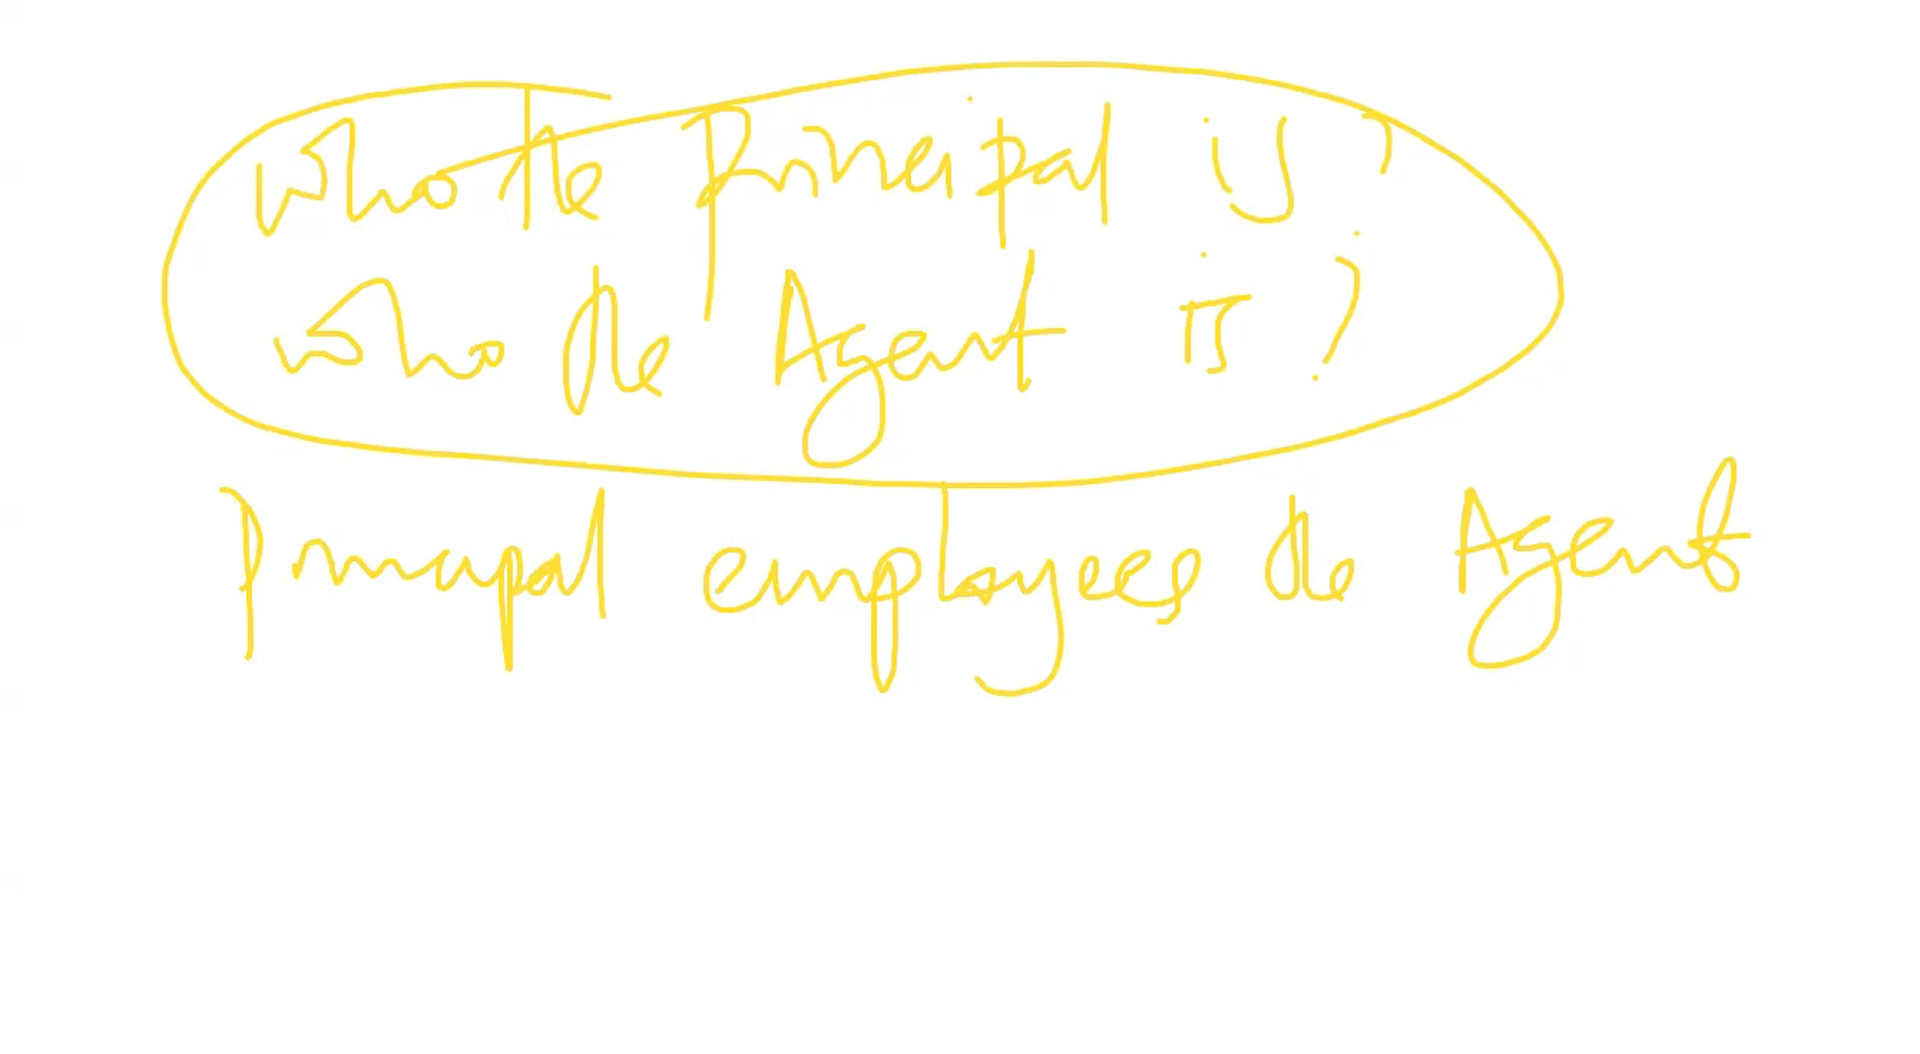 who the principal is?
who the Agent is?
principal employees the Agent